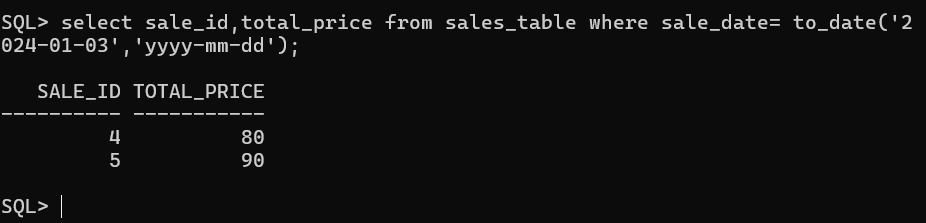 SQL> select sale_id,total_price from sales_table where sale_date= to_date('2
024-01-03','yyyy-mm-dd');
   SALE_ID TOTAL_PRICE
---------- -----------
         4          80
         5          90
SQL>